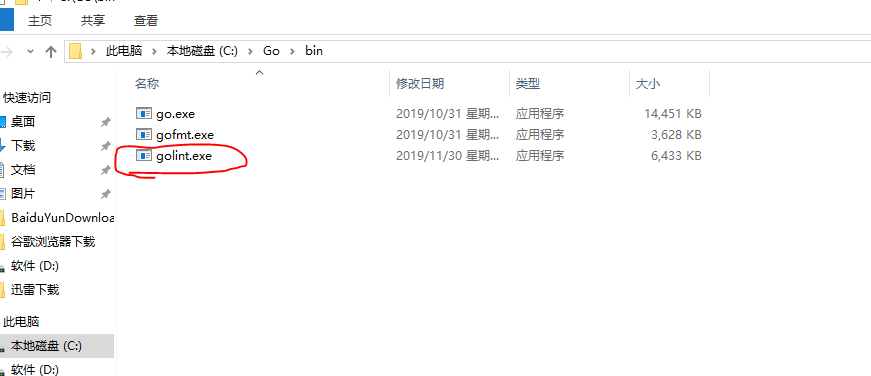 主页 共享 查看
此电脑 本地磁盘 (C:) Go bin
名称 修改日期 类型 大小
快速访问
桌面
下载
文档
图片
BaiduYunDownloa
谷歌浏览器下载
软件 (D:)
迅雷下载
此电脑
本地磁盘 (C:)
软件 (D:)
go.exe 2019/10/31 星期... 应用程序 14,451 KB
gofmt.exe 2019/10/31 星期... 应用程序 3,628 KB
golint.exe 2019/11/30 星期... 应用程序 6,433 KB